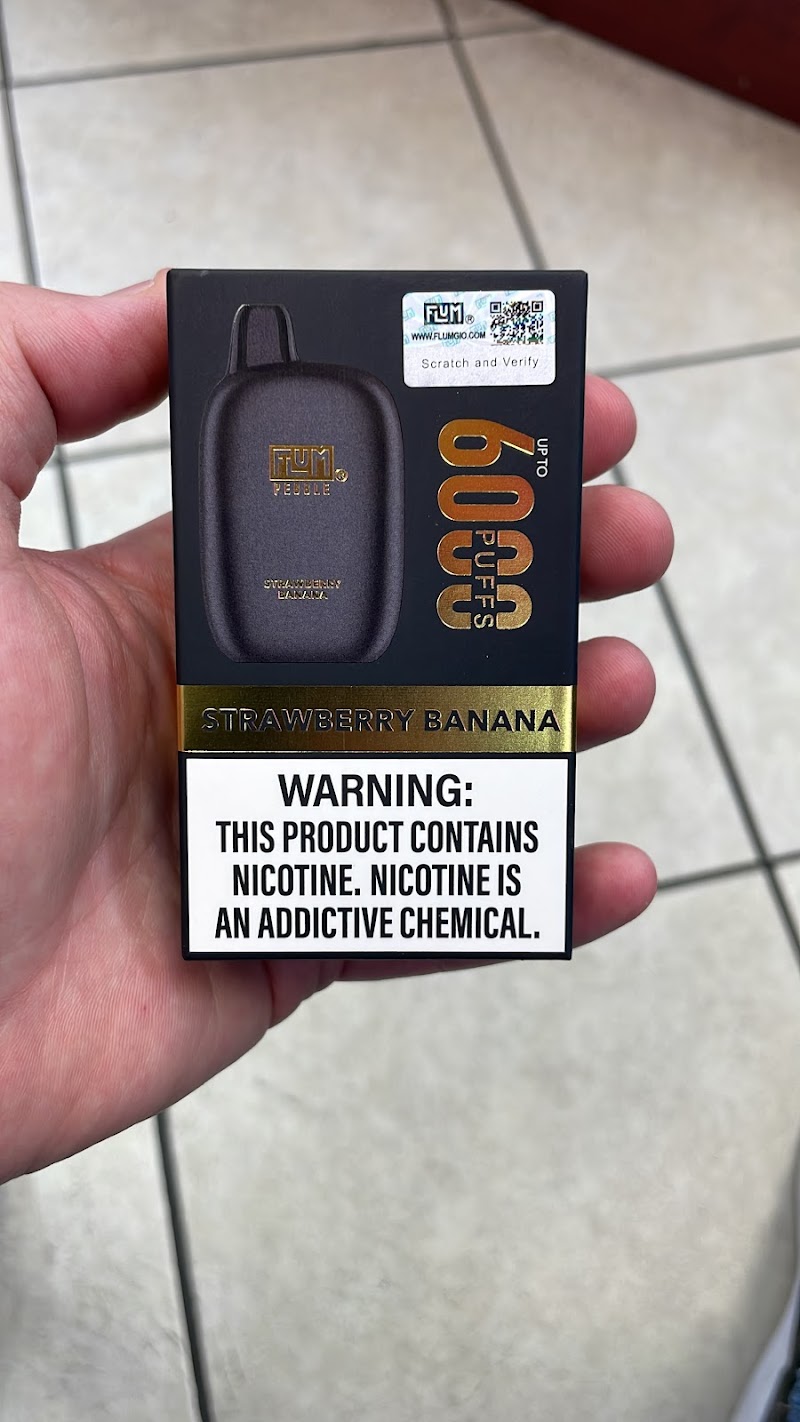 FLUM®
WWW.FLUMGIO.COM
Scratch and Verify
FLUM®
PEBBLE
STRAWBERRY
BANANA
UP TO
6000
PUFFS
STRAWBERRY BANANA
WARNING:
THIS PRODUCT CONTAINS
NICOTINE. NICOTINE IS
AN ADDICTIVE CHEMICAL.